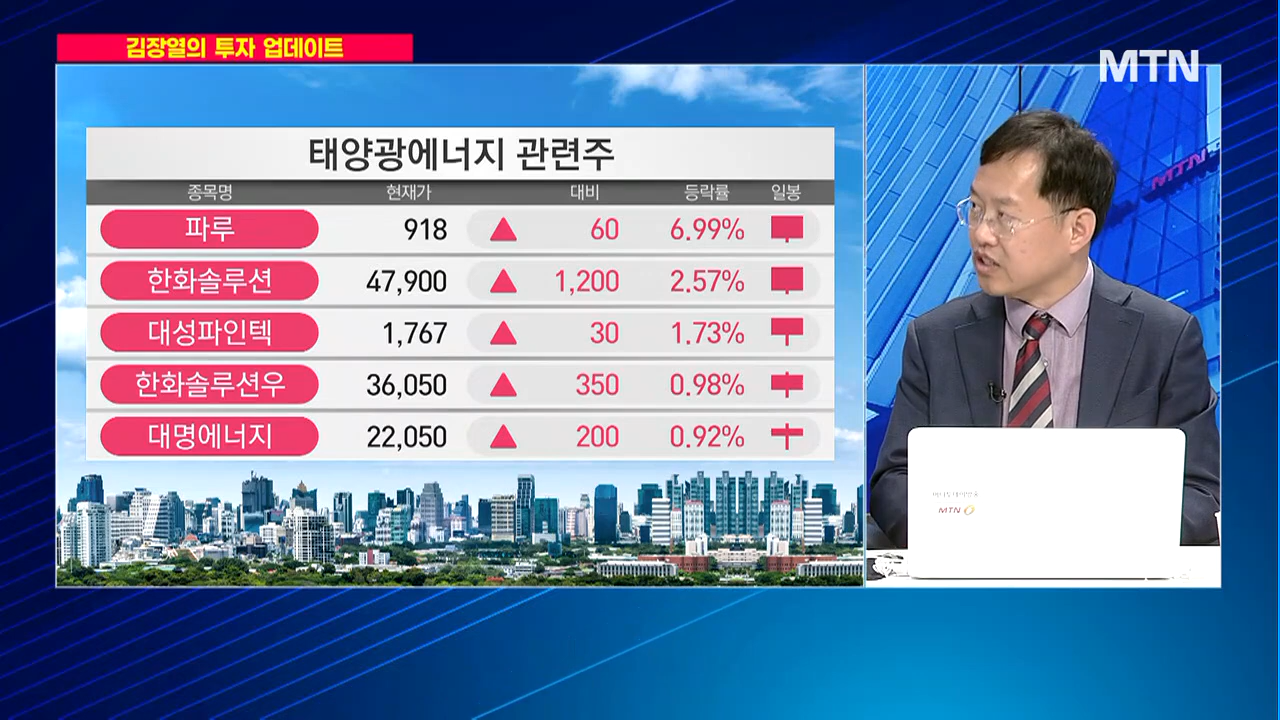 김장열의 투자 업데이트
MTN
태양광에너지 관련주
종목명 현재가 대비 등락률 일봉
파루 918 ▲ 60 6.99%
한화솔루션 47,900 ▲ 1,200 2.57%
대성파인텍 1,767 ▲ 30 1.73%
한화솔루션우 36,050 ▲ 350 0.98%
대명에너지 22,050 ▲ 200 0.92%
MTN
MTN